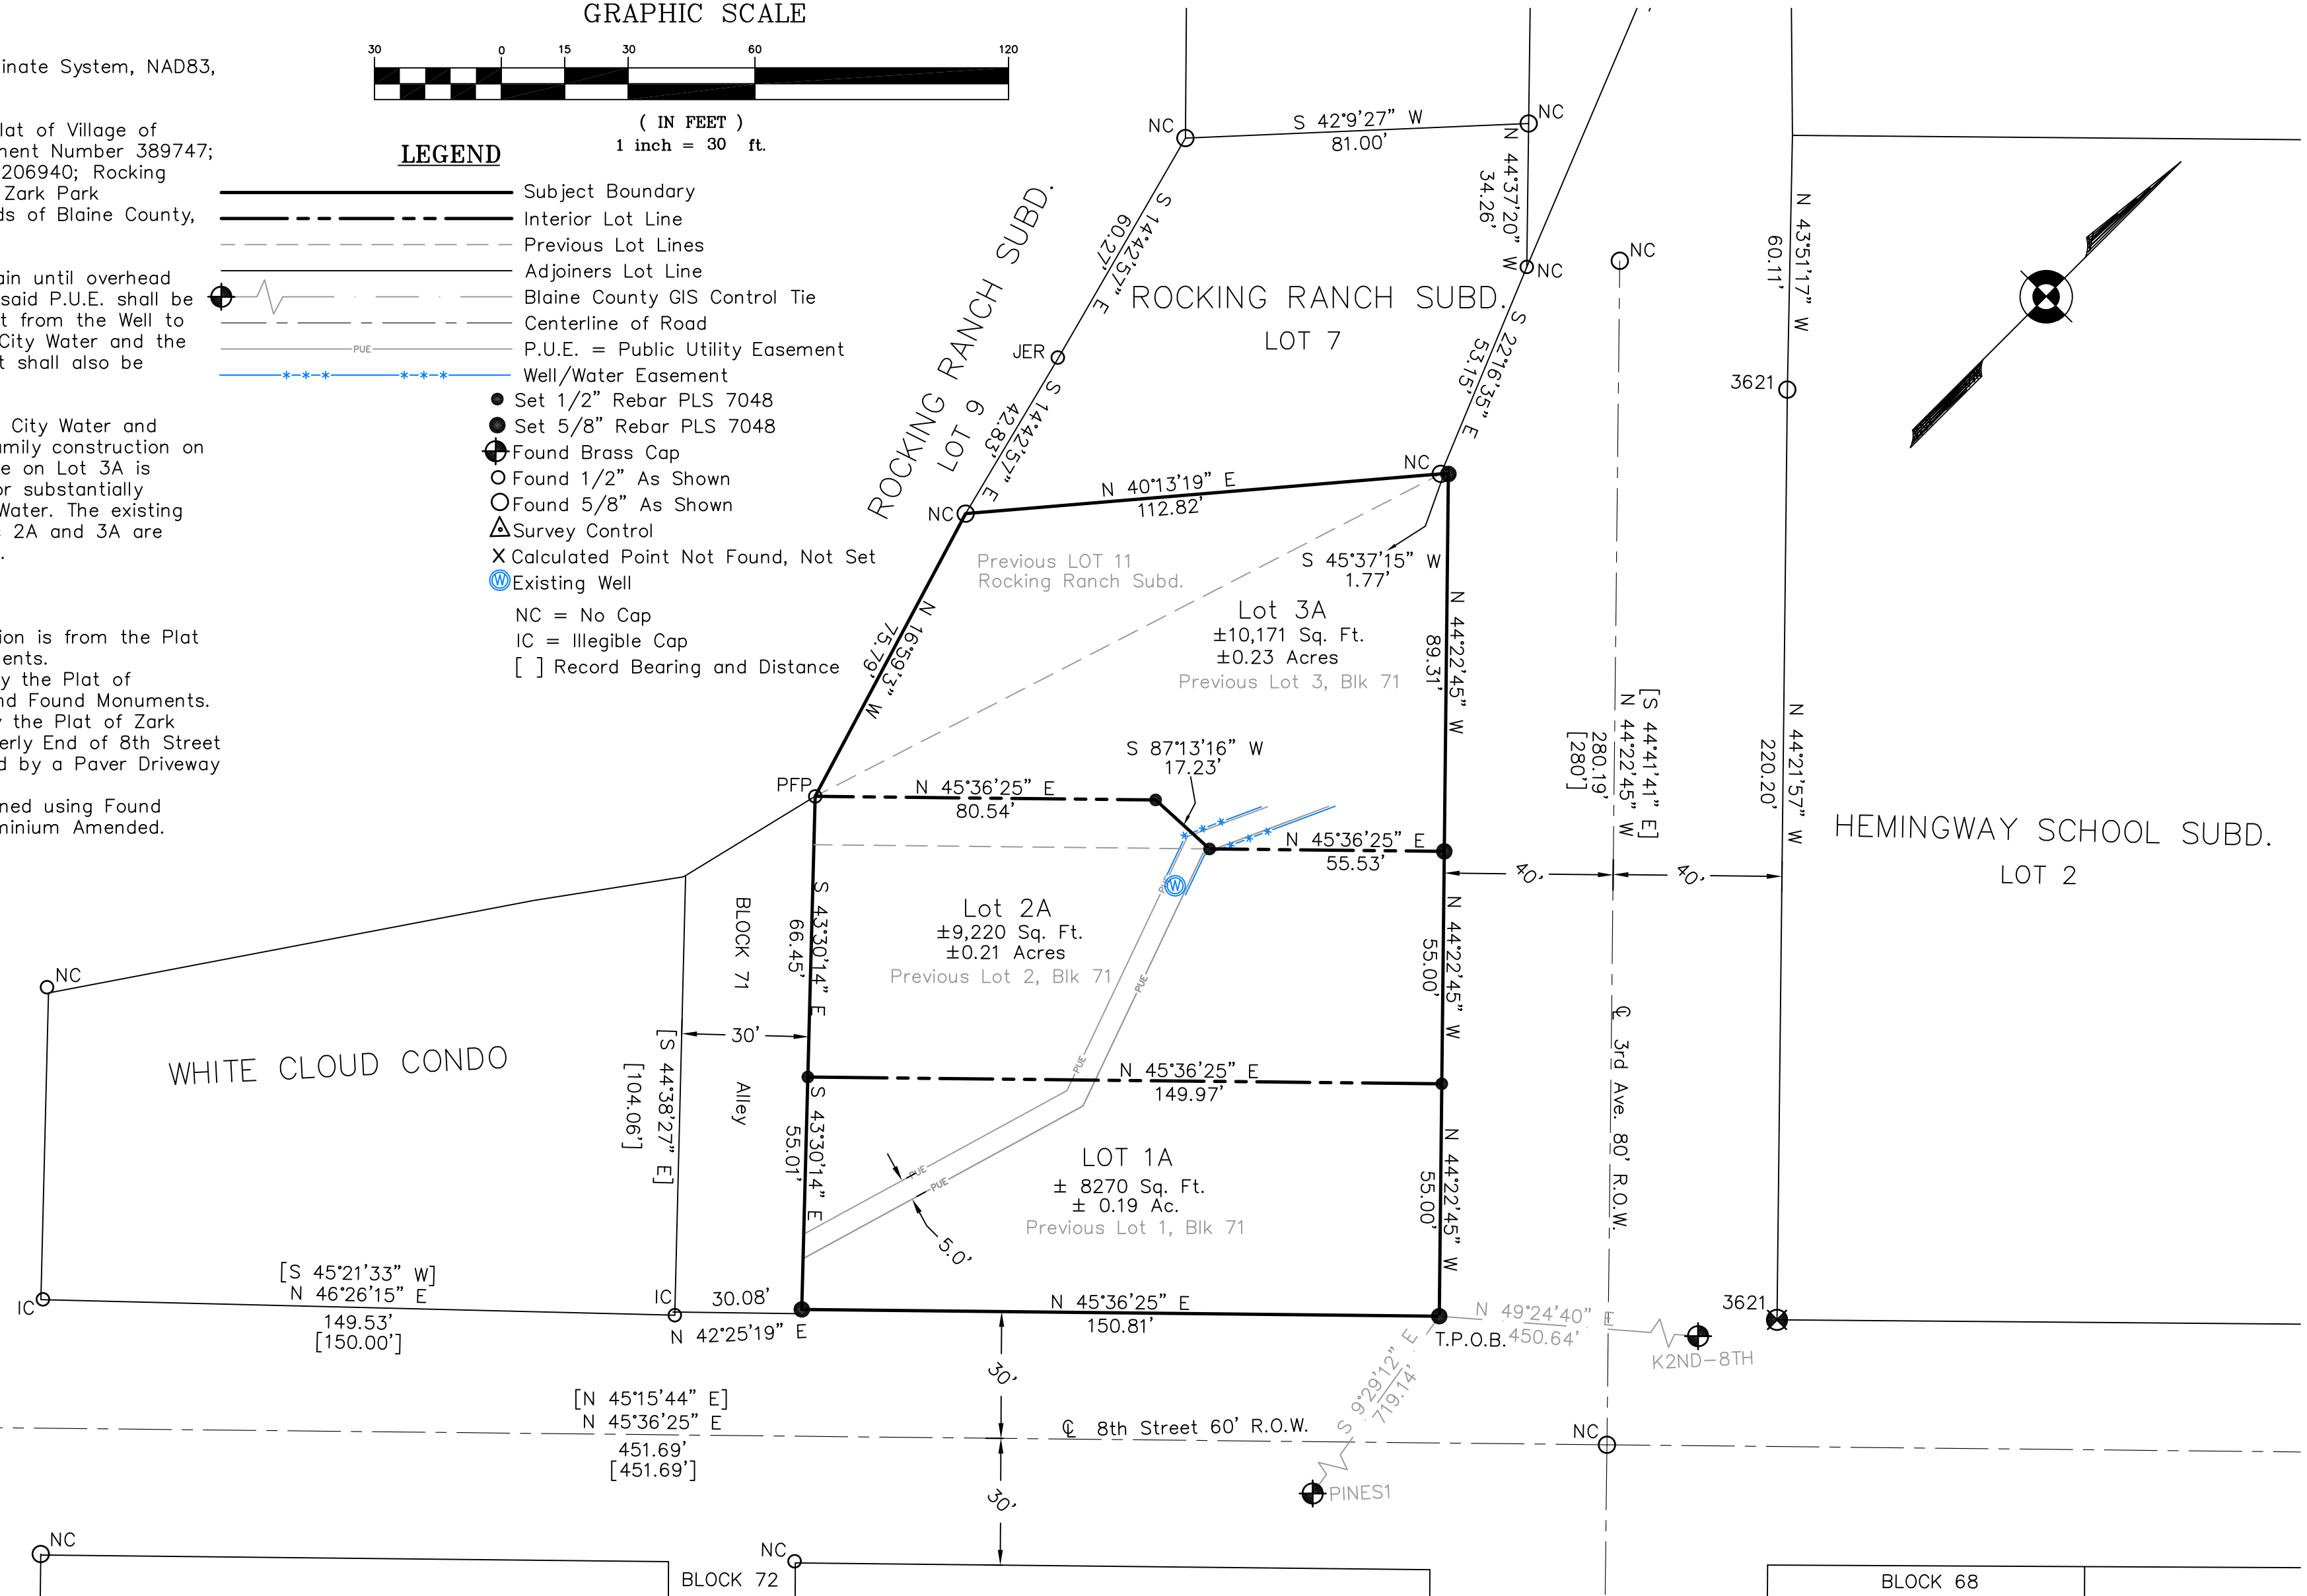 GRAPHIC SCALE
30 0 15 30 60 120
( IN FEET )
1 inch = 30 ft.
inate System, NAD83,
lat of Village of
ment Number 389747;
206940; Rocking
Zark Park
ds of Blaine County,
ain until overhead
said P.U.E. shall be
t from the Well to
City Water and the
t shall also be
City Water and
amily construction on
e on Lot 3A is
or substantially
Water. The existing
2A and 3A are
.
ion is from the Plat
ents.
y the Plat of
nd Found Monuments.
y the Plat of Zark
erly End of 8th Street
d by a Paver Driveway
ned using Found
minium Amended.
LEGEND
Subject Boundary
Interior Lot Line
Previous Lot Lines
Adjoiners Lot Line
Blaine County GIS Control Tie
Centerline of Road
PUE P.U.E. = Public Utility Easement
Well/Water Easement
Set 1/2" Rebar PLS 7048
Set 5/8" Rebar PLS 7048
Found Brass Cap
Found 1/2" As Shown
Found 5/8" As Shown
Survey Control
Calculated Point Not Found, Not Set
W Existing Well
NC = No Cap
IC = Illegible Cap
[ ] Record Bearing and Distance
NC
S 42°9'27" W
81.00'
NC
N 44°37'20" W
34.26'
NC
S 14°42'57" E
60.27'
JER
S 14°42'57" E
42.83'
ROCKING RANCH SUBD.
LOT 9
ROCKING RANCH SUBD.
LOT 7
S 22°16'35" E
53.15'
NC
N 43°51'17" W
60.11'
3621
NC
NC
N 40°13'19" E
112.82'
S 45°37'15" W
1.77'
Previous LOT 11
Rocking Ranch Subd.
N 16°59'3" W
75.79'
Lot 3A
±10,171 Sq. Ft.
±0.23 Acres
Previous Lot 3, Blk 71
N 44°22'45" W
89.31'
[S 44°41'41" E]
N 44°22'45" W
280.19'
[280']
N 44°21'57" W
220.20'
HEMINGWAY SCHOOL SUBD.
LOT 2
PFP
N 45°36'25" E
80.54'
S 87°13'16" W
17.23'
N 45°36'25" E
55.53'
40'
40'
W
PUE
PUE
PUE
Lot 2A
±9,220 Sq. Ft.
±0.21 Acres
Previous Lot 2, Blk 71
S 43°30'14" E
66.45'
N 44°22'45" W
55.00'
BLOCK 71
30'
Alley
NC
WHITE CLOUD CONDO
[S 44°38'27" E]
[104.06']
N 45°36'25" E
149.97'
S 43°30'14" E
55.01'
LOT 1A
± 8270 Sq. Ft.
± 0.19 Ac.
Previous Lot 1, Blk 71
PUE
PUE
5.0'
N 44°22'45" W
55.00'
℄ 3rd Ave. 80' R.O.W.
[S 45°21'33" W]
N 46°26'15" E
149.53'
[150.00']
IC
IC
30.08'
N 42°25'19" E
N 45°36'25" E
150.81'
T.P.O.B.
N 49°24'40" E
450.64'
K2ND-8TH
3621
S 9°29'12" E
719.14'
PINES1
30'
30'
[N 45°15'44" E]
N 45°36'25" E
451.69'
[451.69']
℄ 8th Street 60' R.O.W.
NC
NC
NC
BLOCK 72
BLOCK 68